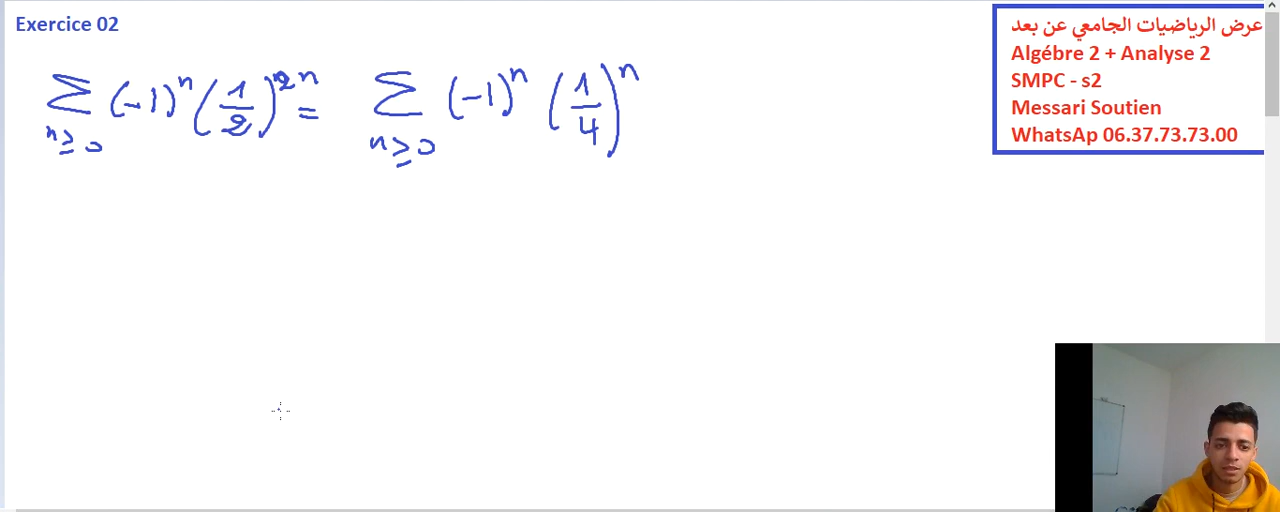 Exercice 02
∑ n≥0 (-1)^n (1/2)^2n = ∑ n≥0 (-1)^n (1/4)^n
عرض الرياضيات الجامعي عن بعد
Algébre 2 + Analyse 2
SMPC - s2
Messari Soutien
WhatsAp 06.37.73.73.00